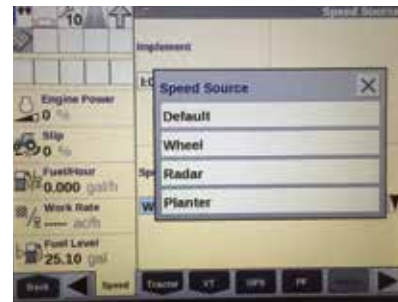 10
Speed Source
Implement
Speed Source
Default
Wheel
Radar
Planter
Engine Power
0 %
Slip
0 %
Fuel/Hour
0.000 gal/h
Work Rate
---- ac/h
Fuel Level
25.10 gal
Back
Speed
Tractor
VT
GPS
PF